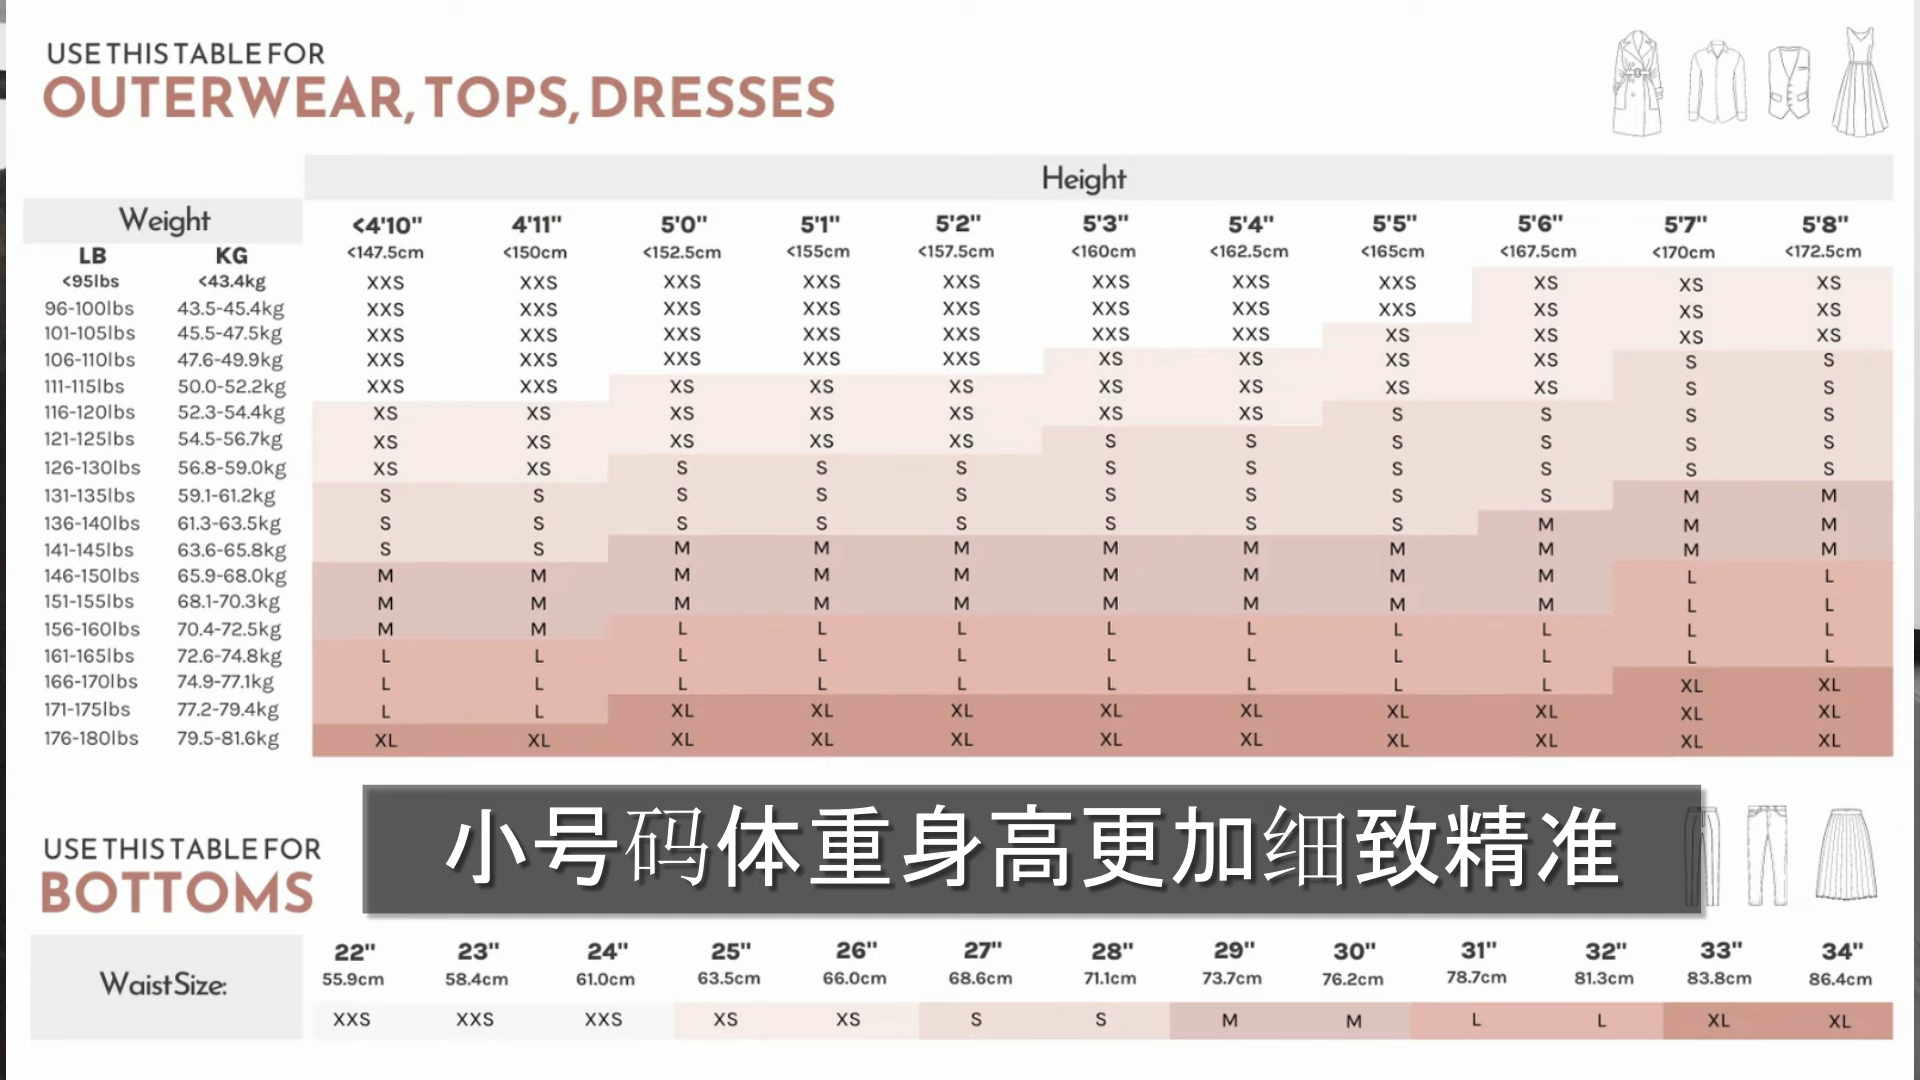 USE THIS TABLE FOR
OUTERWEAR, TOPS, DRESSES
Height
Weight
<4'10" 4'11" 5'0" 5'1" 5'2" 5'3" 5'4" 5'5" 5'6" 5'7" 5'8"
LB KG <147.5cm <150cm <152.5cm <155cm <157.5cm <160cm <162.5cm <165cm <167.5cm <170cm <172.5cm
<95lbs <43.4kg XXS XXS XXS XXS XXS XXS XXS XXS XS XS XS
96-100lbs 43.5-45.4kg XXS XXS XXS XXS XXS XXS XXS XXS XS XS XS
101-105lbs 45.5-47.5kg XXS XXS XXS XXS XXS XXS XXS XS XS XS XS
106-110lbs 47.6-49.9kg XXS XXS XXS XXS XXS XS XS XS XS S S
111-115lbs 50.0-52.2kg XXS XXS XS XS XS XS XS XS XS S S
116-120lbs 52.3-54.4kg XS XS XS XS XS XS XS S S S S
121-125lbs 54.5-56.7kg XS XS XS XS XS S S S S S S
126-130lbs 56.8-59.0kg XS XS S S S S S S S S S
131-135lbs 59.1-61.2kg S S S S S S S S S M M
136-140lbs 61.3-63.5kg S S S S S S S S M M M
141-145lbs 63.6-65.8kg S S M M M M M M M M M
146-150lbs 65.9-68.0kg M M M M M M M M M L L
151-155lbs 68.1-70.3kg M M M M M M M M M L L
156-160lbs 70.4-72.5kg M M L L L L L L L L L
161-165lbs 72.6-74.8kg L L L L L L L L L L L
166-170lbs 74.9-77.1kg L L L L L L L L L XL XL
171-175lbs 77.2-79.4kg L L XL XL XL XL XL XL XL XL XL
176-180lbs 79.5-81.6kg XL XL XL XL XL XL XL XL XL XL XL
小号码体重身高更加细致精准
USE THIS TABLE FOR
BOTTOMS
22" 23" 24" 25" 26" 27" 28" 29" 30" 31" 32" 33" 34"
Waist Size: 55.9cm 58.4cm 61.0cm 63.5cm 66.0cm 68.6cm 71.1cm 73.7cm 76.2cm 78.7cm 81.3cm 83.8cm 86.4cm
XXS XXS XXS XS XS S S M M L L XL XL